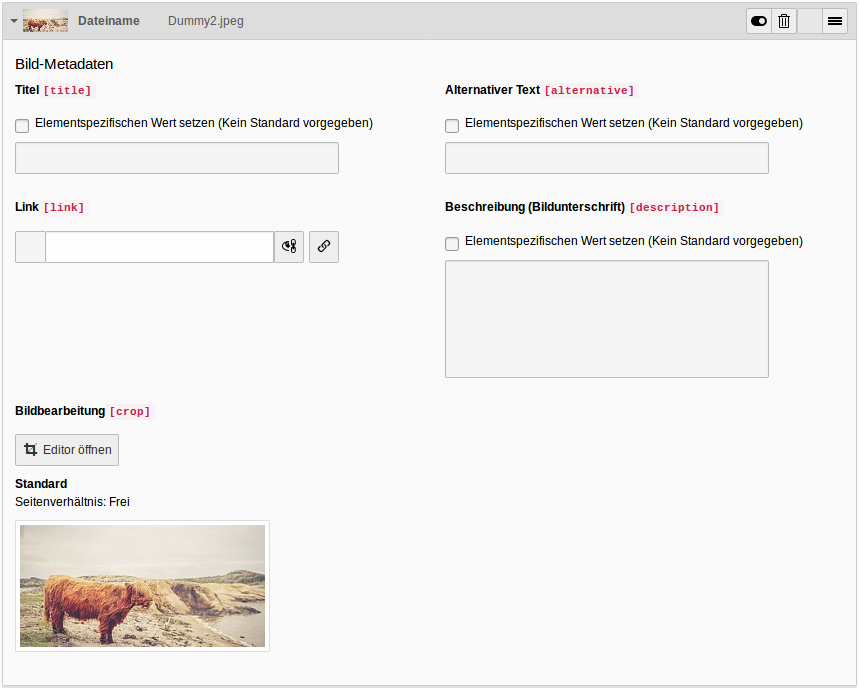 Dateiname Dummy2.jpeg
Bild-Metadaten
Titel [title]
Elementspezifischen Wert setzen (Kein Standard vorgegeben)
Alternativer Text [alternative]
Elementspezifischen Wert setzen (Kein Standard vorgegeben)
Link [link]
Beschreibung (Bildunterschrift) [description]
Elementspezifischen Wert setzen (Kein Standard vorgegeben)
Bildbearbeitung [crop]
Editor öffnen
Standard
Seitenverhältnis: Frei